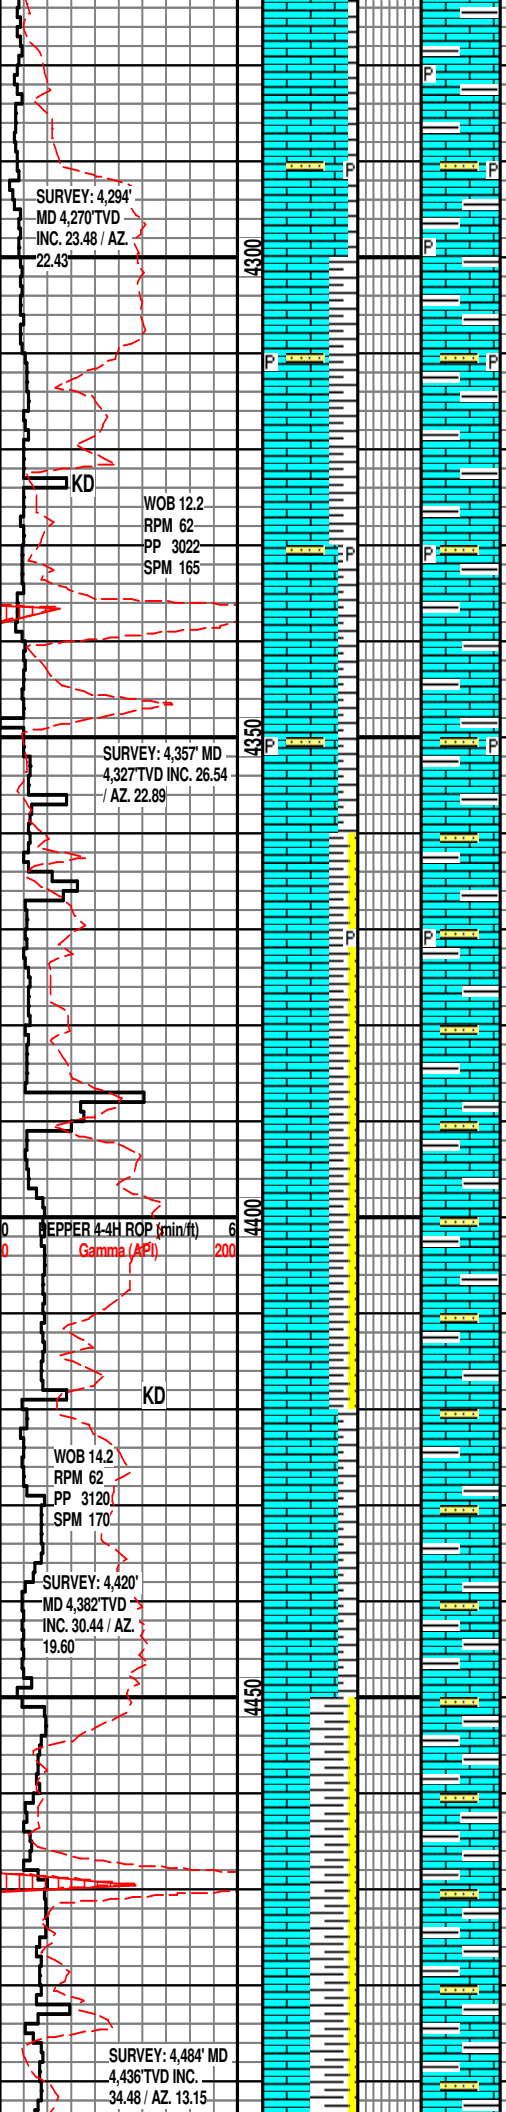 P
P
P
P
SURVEY: 4,294'
MD 4,270'TVD
INC. 23.48 / AZ.
22.43
P
4300
P
P
KD
WOB 12.2
RPM 62
PP 3022
SPM 165
P
P
4350
P
P
SURVEY: 4,357' MD
4,327'TVD INC. 26.54
/ AZ. 22.89
P
P
4400
0 PEPPER 4-4H ROP (min/ft) 6
0 Gamma (API) 200
KD
WOB 14.2
RPM 62
PP 3120
SPM 170
SURVEY: 4,420'
MD 4,382'TVD
INC. 30.44 / AZ.
19.60
4450
SURVEY: 4,484' MD
4,436'TVD INC.
34.48 / AZ. 13.15